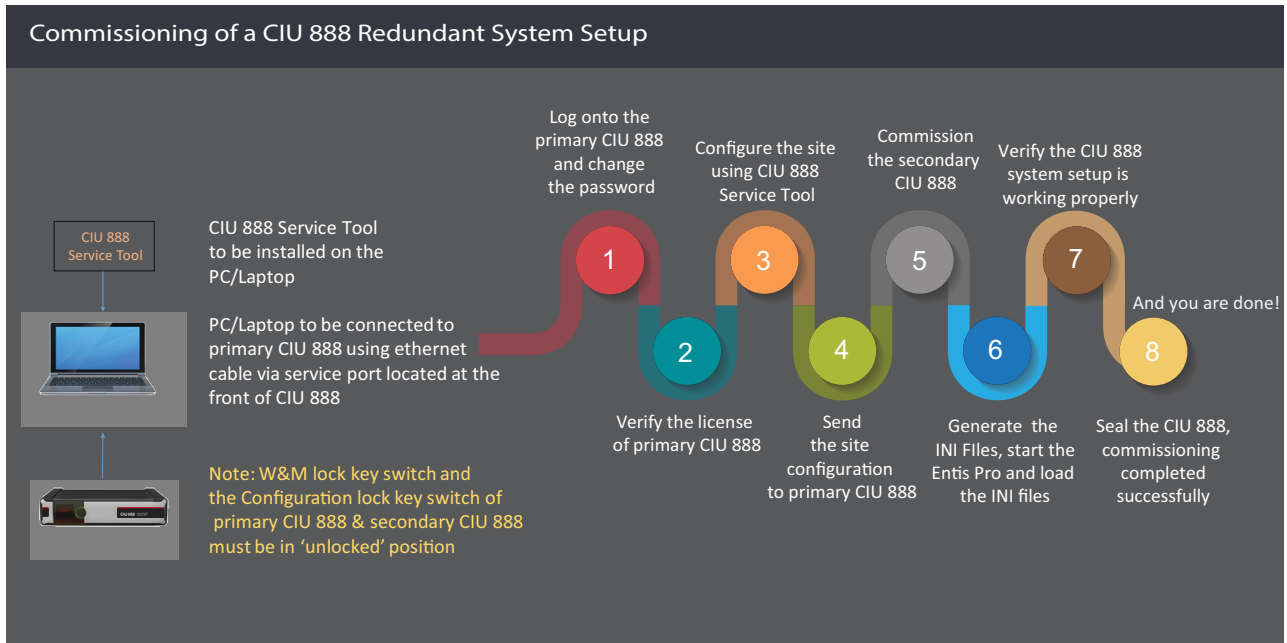 Commissioning of a CIU 888 Redundant System Setup
CIU 888
Service Tool
CIU 888 Service Tool
to be installed on the
PC/Laptop
PC/Laptop to be connected to
primary CIU 888 using ethernet
cable via service port located at the
front of CIU 888
Note: W&M lock key switch and
the Configuration lock key switch of
primary CIU 888 & secondary CIU 888
must be in ‘unlocked’ position
CIU 888
Log onto the
primary CIU 888
and change
the password
1
2
Verify the license
of primary CIU 888
Configure the site
using CIU 888
Service Tool
3
4
Send
the site
configuration
to primary CIU 888
Commission
the secondary
CIU 888
5
6
Generate the
INI FIles, start the
Entis Pro and load
the INI files
Verify the CIU 888
system setup is
working properly
7
And you are done!
8
Seal the CIU 888,
commissioning
completed
successfully